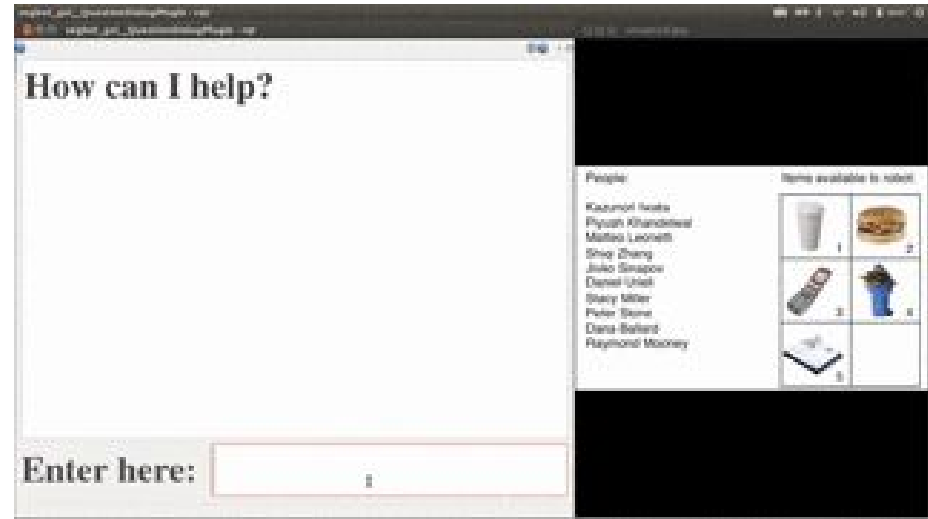 How can I help?
Enter here:
People:
Items available to robot:
Kazunori Iwata
Piyush Khandelwal
Matteo Leonetti
Shiqi Zhang
Jivko Sinapov
Daniel Urieli
Stacy Miller
Peter Stone
Dana Ballard
Raymond Mooney
1
2
3
4
5